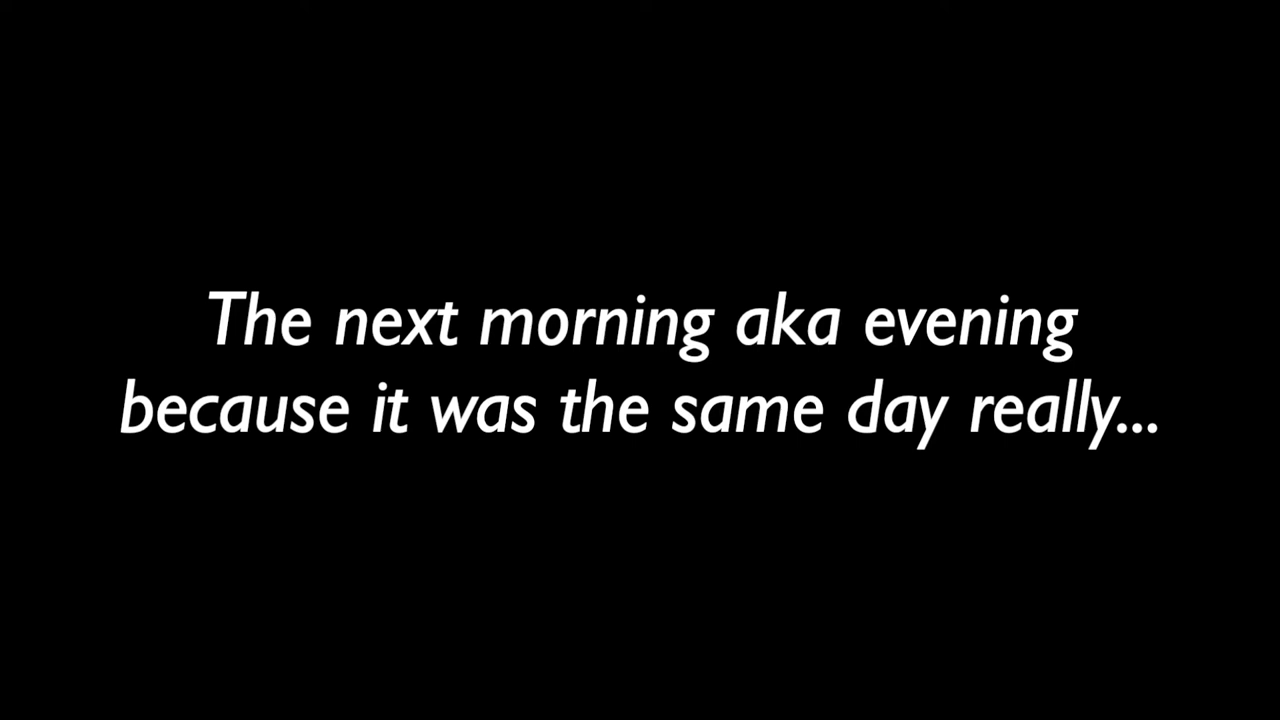 The next morning aka evening
because it was the same day really...